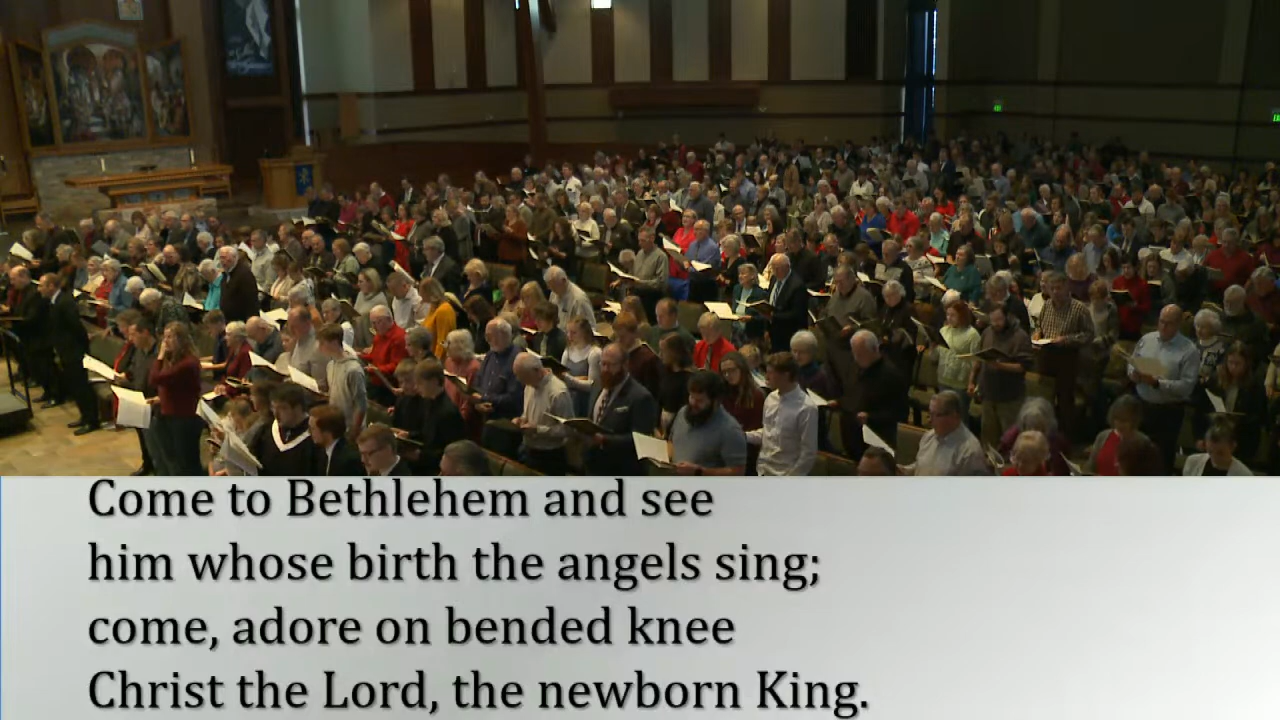 Come to Bethlehem and see
him whose birth the angels sing;
come, adore on bended knee
Christ the Lord, the newborn King.